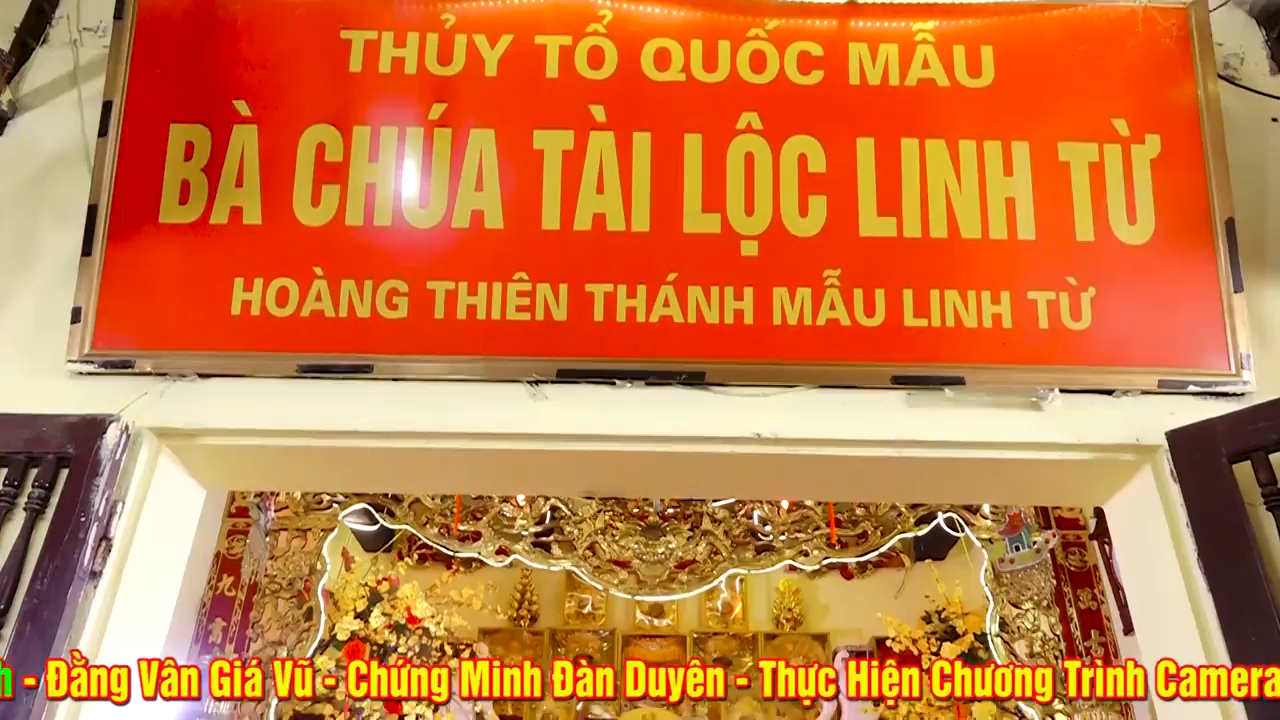 THỦY TỔ QUỐC MẪU
BÀ CHÚA TÀI LỘC LINH TỪ
HOÀNG THIÊN THÁNH MẪU LINH TỪ
h - Đằng Vân Giá Vũ - Chứng Minh Đàn Duyên - Thực Hiện Chương Trình Camera